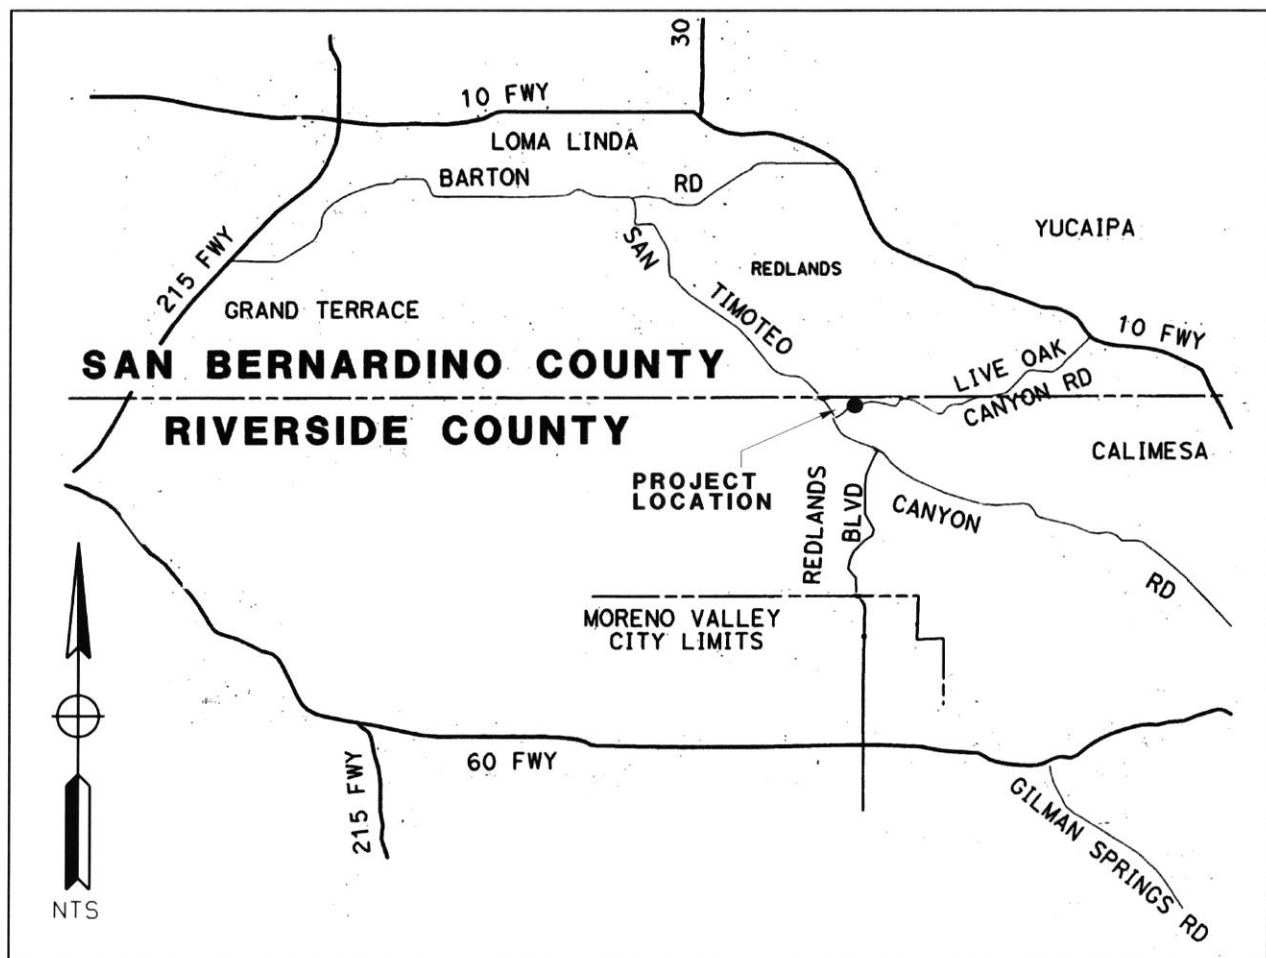 30
10 FWY
LOMA LINDA
BARTON RD
SAN TIMOTEO CANYON RD
YUCAIPA
REDLANDS
215 FWY
GRAND TERRACE
10 FWY
LIVE OAK
CANYON RD
SAN BERNARDINO COUNTY
RIVERSIDE COUNTY
CALIMESA
PROJECT
LOCATION
REDLANDS
BLVD
MORENO VALLEY
CITY LIMITS
60 FWY
215 FWY
GILMAN SPRINGS RD
NTS